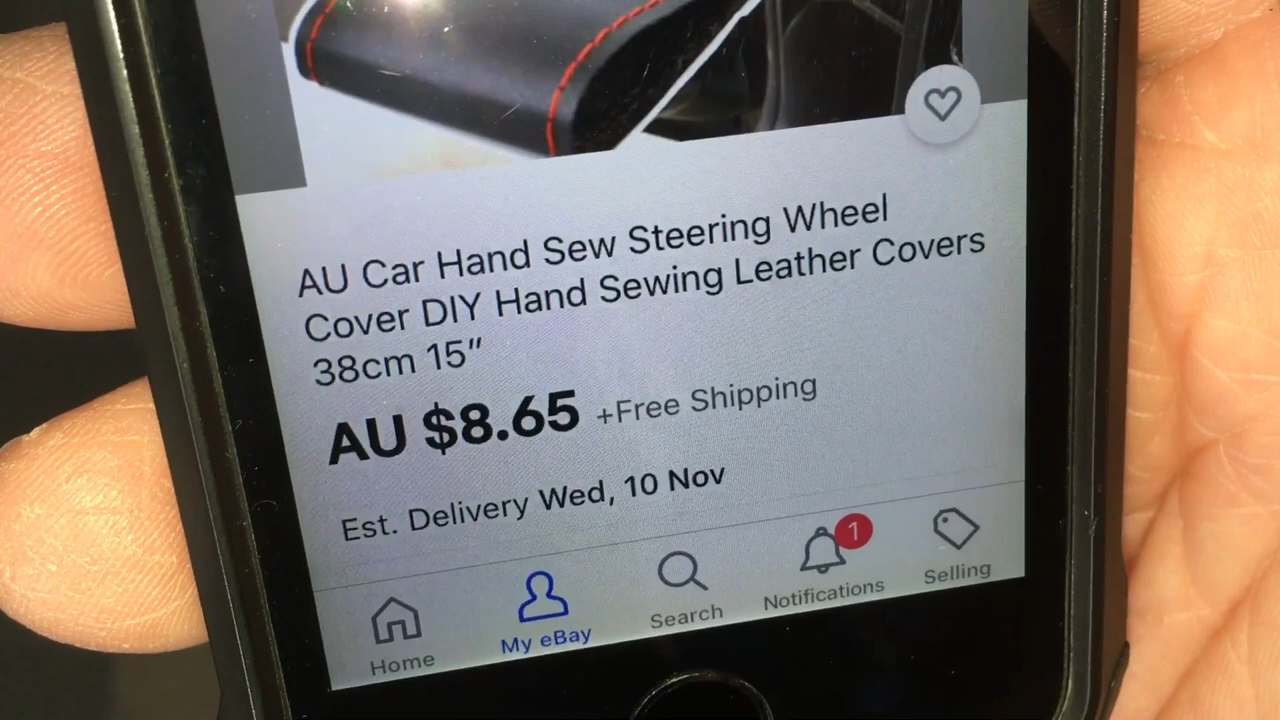 AU Car Hand Sew Steering Wheel
Cover DIY Hand Sewing Leather Covers
38cm 15"
AU $8.65 +Free Shipping
Est. Delivery Wed, 10 Nov
Home
My eBay
Search
1
Notifications
Selling